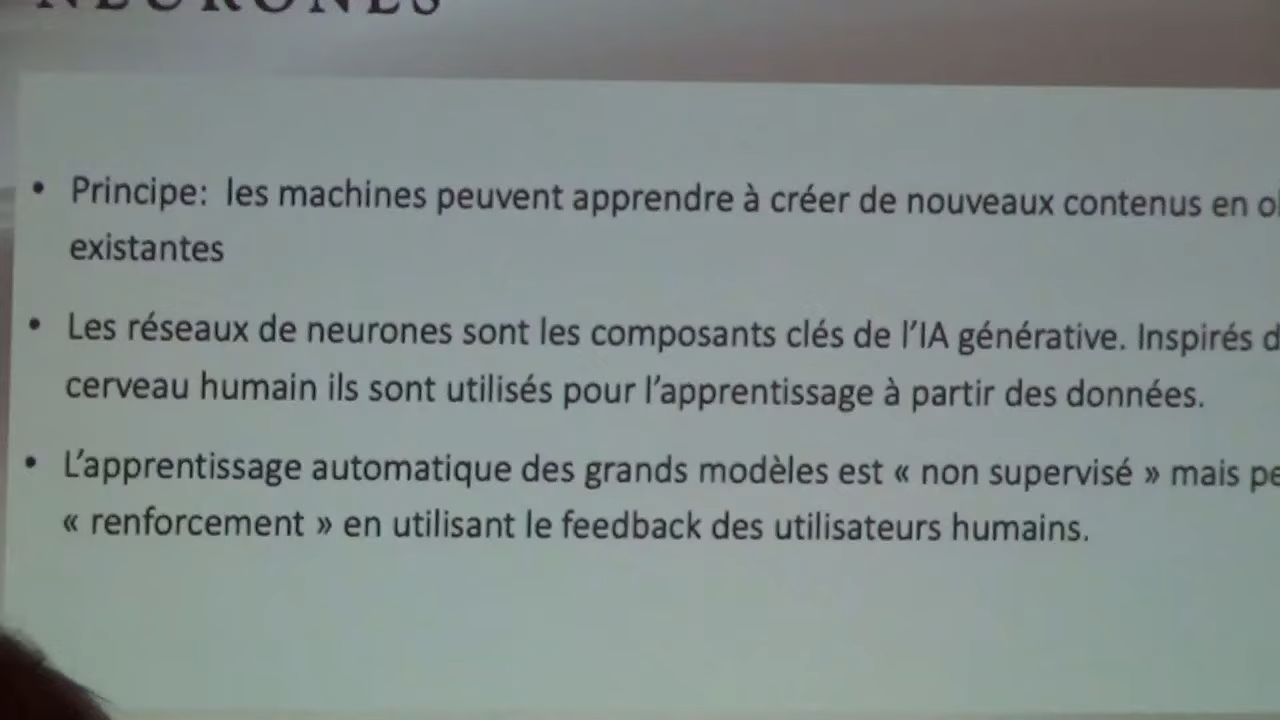 NEURONES
• Principe: les machines peuvent apprendre à créer de nouveaux contenus en
existantes
• Les réseaux de neurones sont les composants clés de l'IA générative. Inspirés
cerveau humain ils sont utilisés pour l'apprentissage à partir des données.
• L'apprentissage automatique des grands modèles est « non supervisé » mais
« renforcement » en utilisant le feedback des utilisateurs humains.